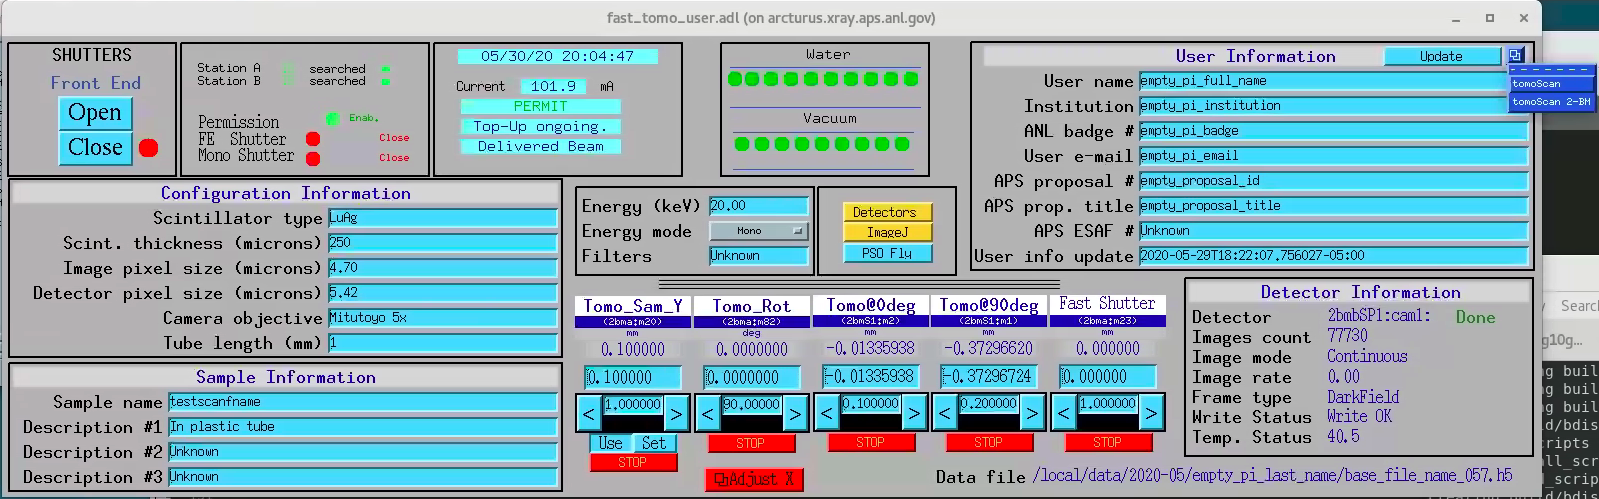 fast_tomo_user.adl (on arcturus.xray.aps.anl.gov)
SHUTTERS
Front End
Open
Close
Station A searched
Station B searched
Permission Enab.
FE Shutter Close
Mono Shutter Close
05/30/20 20:04:47
Current 101.9 mA
PERMIT
Top-Up ongoing.
Delivered Beam
Water
Vacuum
User Information Update
tomoScan
tomoScan 2-BM
User name empty_pi_full_name
Institution empty_pi_institution
ANL badge # empty_pi_badge
User e-mail empty_pi_email
APS proposal # empty_proposal_id
APS prop. title empty_proposal_title
APS ESAF # Unknown
User info update 2020-05-29T18:22:07.756027-05:00
Configuration Information
Scintillator type LuAg
Scint. thickness (microns) 250
Image pixel size (microns) 4.70
Detector pixel size (microns) 5.42
Camera objective Mitutoyo 5x
Tube length (mm) 1
Energy (keV) 20.00
Energy mode Mono
Filters Unknown
Detectors
ImageJ
PSO Fly
Sample Information
Sample name testscanfname
Description #1 In plastic tube
Description #2 Unknown
Description #3 Unknown
Tomo_Sam_Y Tomo_Rot Tomo@0deg Tomo@90deg Fast Shutter
(2bma:m20) (2bma:m82) (2bmS1:m2) (2bmS1:m1) (2bma:m23)
mm deg mm mm mm
0.100000 0.0000000 -0.01335938 -0.37296620 0.000000
0.100000 0.0000000 -0.01335938 -0.37296724 0.000000
< 1.000000 > < 90.00000 > < 0.100000 > < 0.200000 > < 1.000000 >
Use Set
STOP STOP STOP STOP STOP
Adjust X
Detector Information
Detector 2bmbSP1:cam1: Done
Images count 77730
Image mode Continuous
Image rate 0.00
Frame type DarkField
Write Status Write OK
Temp. Status 40.5
Data file /local/data/2020-05/empty_pi_last_name/base_file_name_057.h5
Search
g10g...
ng buil
ng buil
d/bdis
cripts
all_scr
_scrip